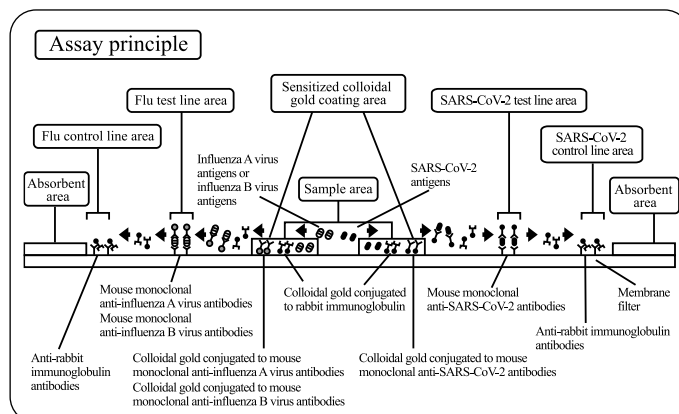 Assay principle
Sensitized colloidal
gold coating area
Flu test line area
SARS-CoV-2 test line area
Flu control line area
SARS-CoV-2
control line area
Influenza A virus
antigens or
influenza B virus
antigens
SARS-CoV-2
antigens
Absorbent
area
Sample area
Absorbent
area
Mouse monoclonal
anti-influenza A virus antibodies
Mouse monoclonal
anti-influenza B virus antibodies
Colloidal gold conjugated
to rabbit immunoglobulin
Mouse monoclonal
anti-SARS-CoV-2 antibodies
Membrane
filter
Anti-rabbit
immunoglobulin
antibodies
Colloidal gold conjugated to mouse
monoclonal anti-influenza A virus antibodies
Colloidal gold conjugated to mouse
monoclonal anti-influenza B virus antibodies
Colloidal gold conjugated to mouse
monoclonal anti-SARS-CoV-2 antibodies
Anti-rabbit immunoglobulin
antibodies